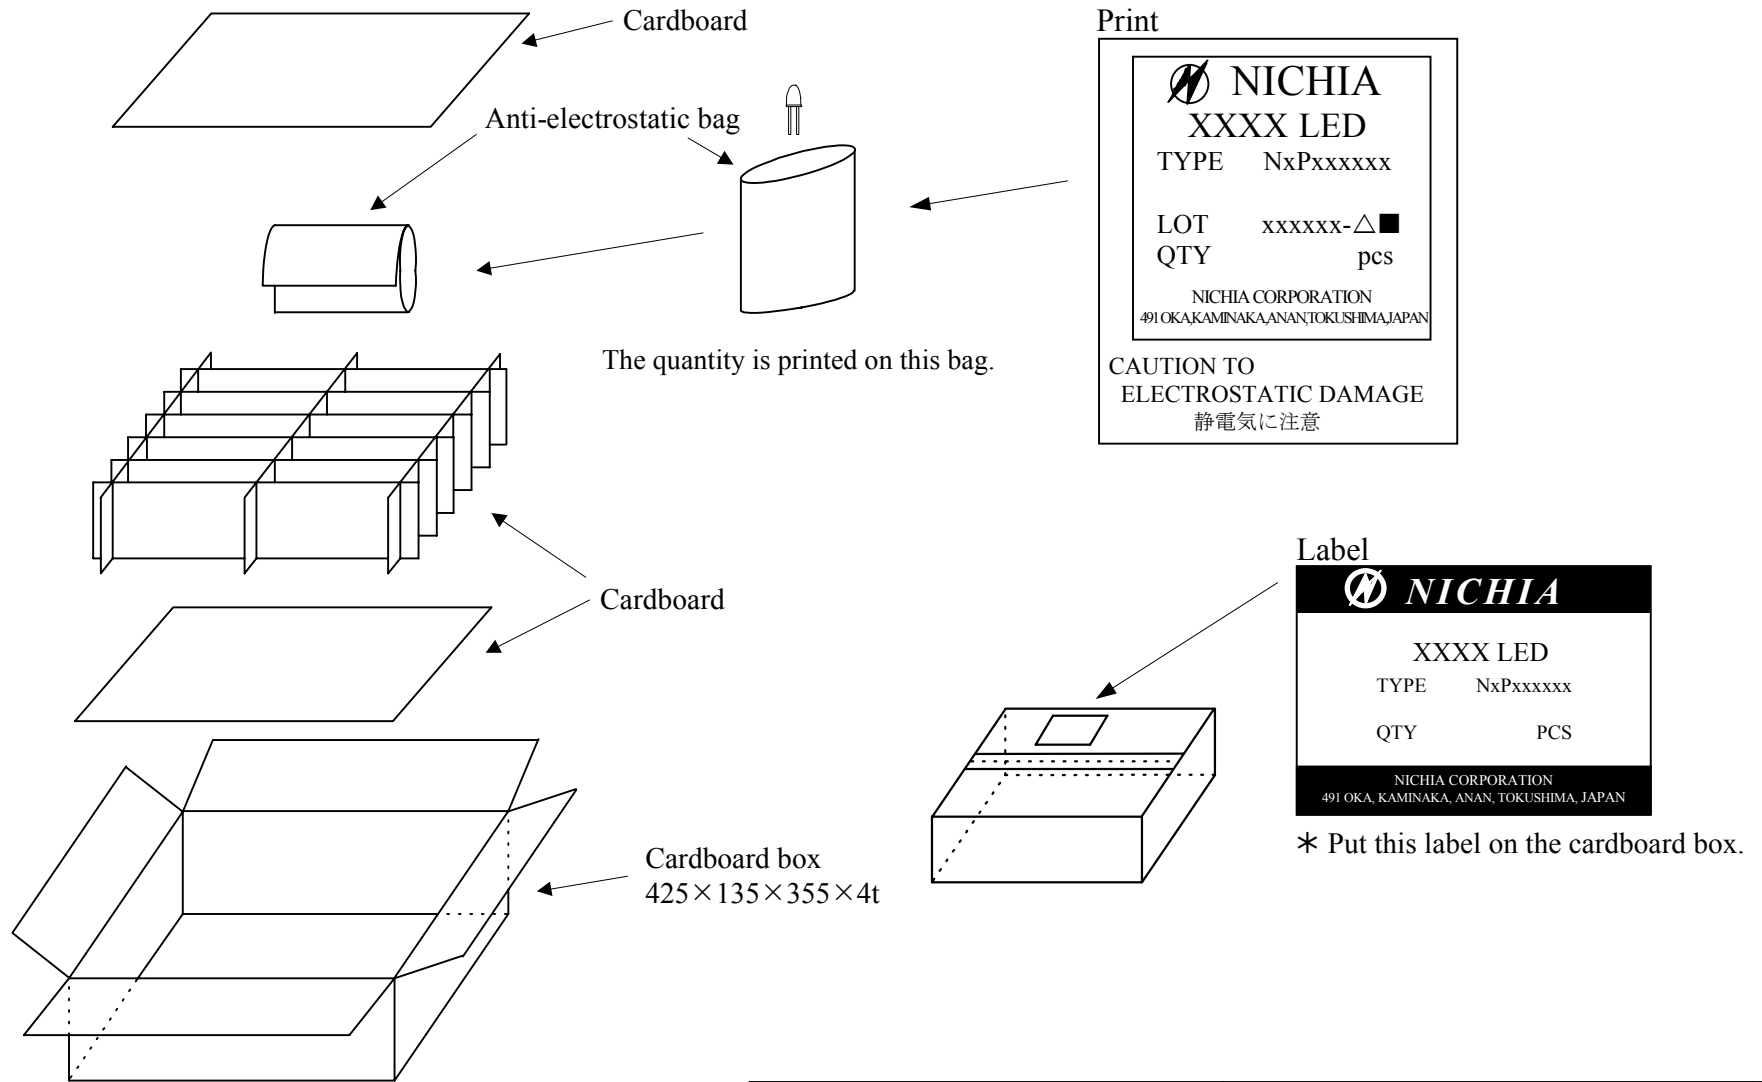 Cardboard
Anti-electrostatic bag
Print
NICHIA
XXXX LED
TYPE NxPxxxxxx
LOT xxxxxx-△■
QTY pcs
NICHIA CORPORATION
491 OKA,KAMINAKA,ANAN,TOKUSHIMA,JAPAN
CAUTION TO
ELECTROSTATIC DAMAGE
静電気に注意
The quantity is printed on this bag.
Cardboard
Label
NICHIA
XXXX LED
TYPE NxPxxxxxx
QTY PCS
NICHIA CORPORATION
491 OKA, KAMINAKA, ANAN, TOKUSHIMA, JAPAN
＊ Put this label on the cardboard box.
Cardboard box
425×135×355×4t